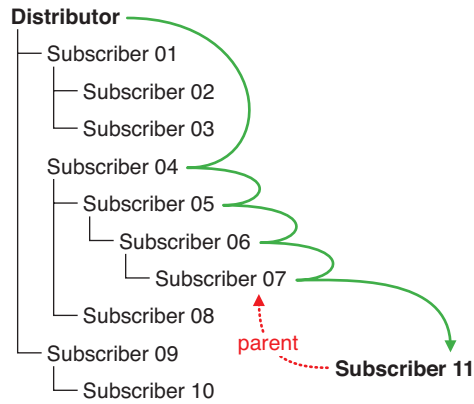 Distributor
Subscriber 01
Subscriber 02
Subscriber 03
Subscriber 04
Subscriber 05
Subscriber 06
Subscriber 07
Subscriber 08
parent
Subscriber 09
Subscriber 11
Subscriber 10